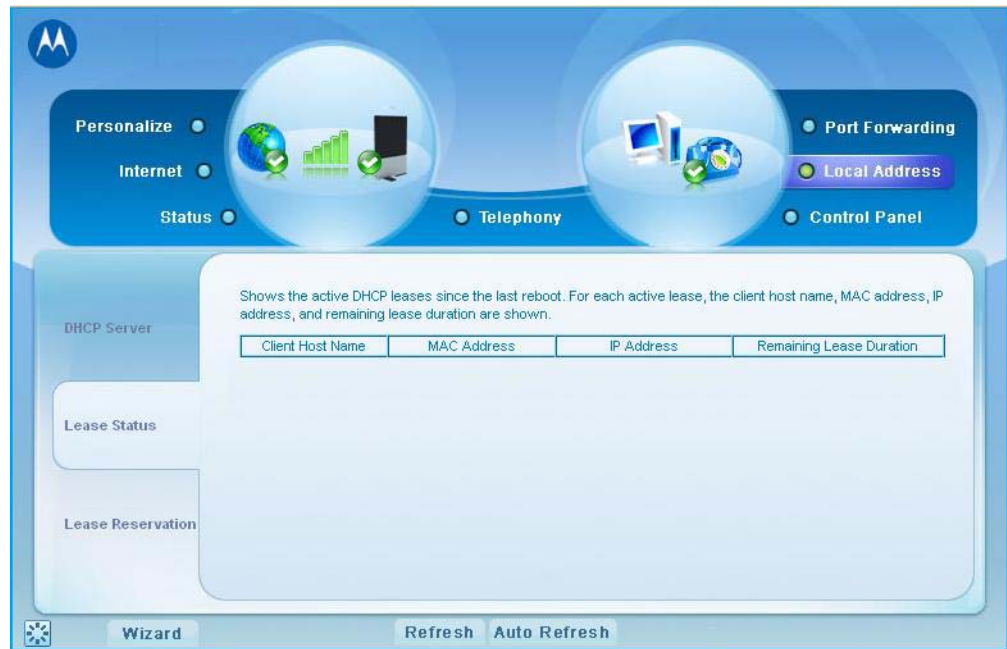 Personalize
Internet
Status
Telephony
Port Forwarding
Local Address
Control Panel
DHCP Server
Lease Status
Lease Reservation
Shows the active DHCP leases since the last reboot. For each active lease, the client host name, MAC address, IP
address, and remaining lease duration are shown.
Client Host Name MAC Address IP Address Remaining Lease Duration
Wizard Refresh Auto Refresh